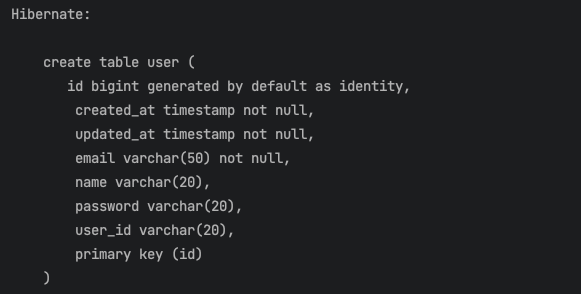 Hibernate:
create table user (
id bigint generated by default as identity,
created_at timestamp not null,
updated_at timestamp not null,
email varchar(50) not null,
name varchar(20),
password varchar(20),
user_id varchar(20),
primary key (id)
)